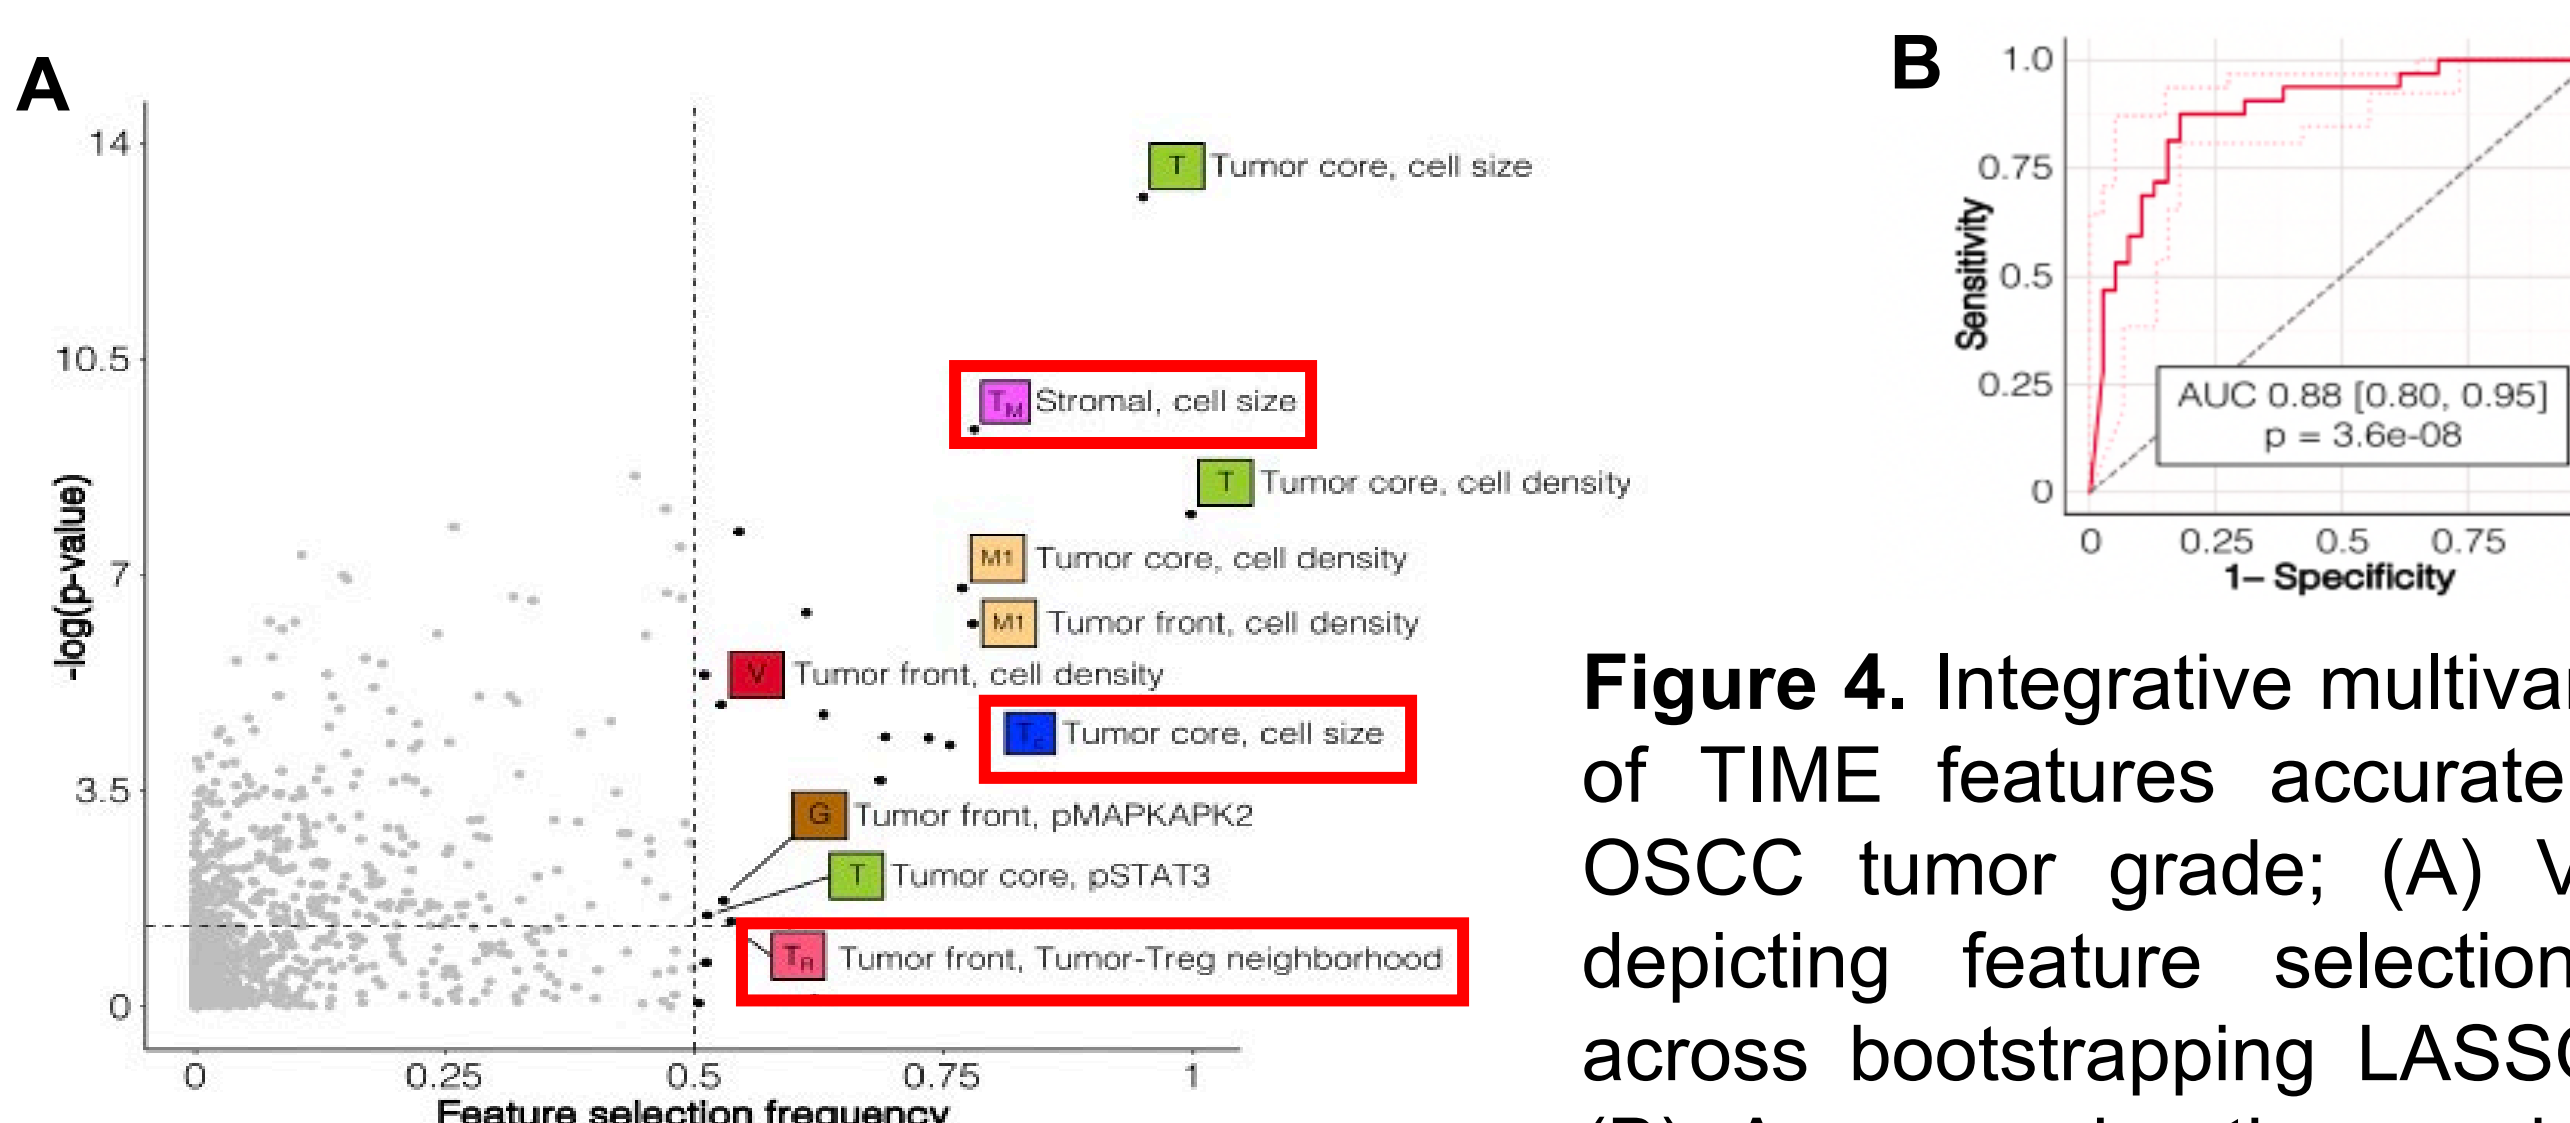 A
14
10.5
7
3.5
0
-log(p-value)
T Tumor core, cell size
TM Stromal, cell size
T Tumor core, cell density
M1 Tumor core, cell density
M1 Tumor front, cell density
V Tumor front, cell density
Tc Tumor core, cell size
G Tumor front, pMAPKAPK2
T Tumor core, pSTAT3
TR Tumor front, Tumor-Treg neighborhood
0 0.25 0.5 0.75 1
Feature selection frequency
B
1.0
0.75
0.5
0.25
0
Sensitivity
AUC 0.88 [0.80, 0.95]
p = 3.6e-08
0 0.25 0.5 0.75
1– Specificity
Figure 4. Integrative multivar
of TIME features accurate
OSCC tumor grade; (A) V
depicting feature selection
across bootstrapping LASSO